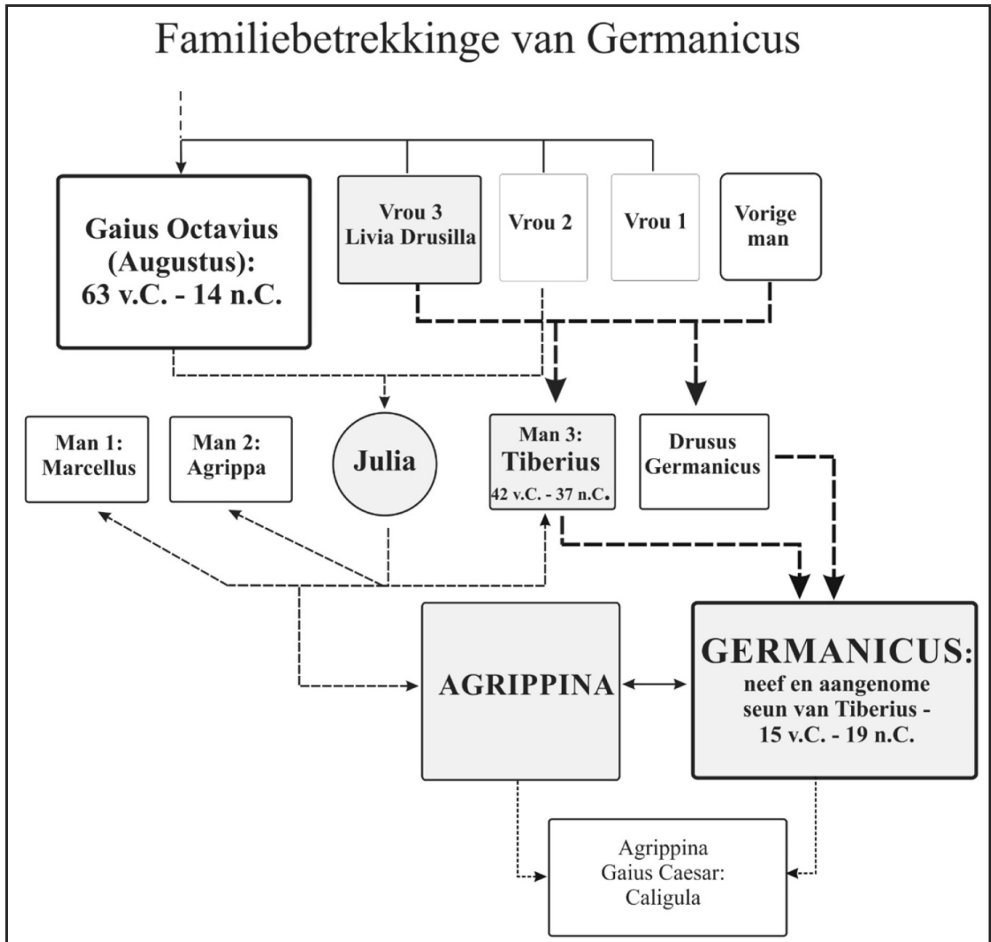 Familiebetrekkinge van Germanicus
Gaius Octavius
(Augustus):
63 v.C. - 14 n.C.
Vrou 3
Livia Drusilla
Vrou 2
Vrou 1
Vorige
man
Man 1:
Marcellus
Man 2:
Agrippa
Julia
Man 3:
Tiberius
42 v.C. - 37 n.C.
Drusus
Germanicus
AGRIPPINA
GERMANICUS:
neef en aangenome
seun van Tiberius -
15 v.C. - 19 n.C.
Agrippina
Gaius Caesar:
Caligula